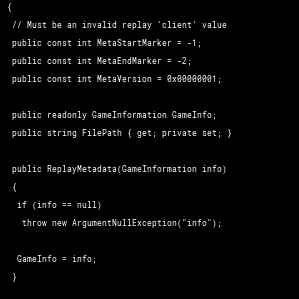 {
// Must be an invalid replay 'client' value
public const int MetaStartMarker = -1;
public const int MetaEndMarker = -2;
public const int MetaVersion = 0x00000001;
public readonly GameInformation GameInfo;
public string FilePath { get; private set; }
public ReplayMetadata(GameInformation info)
{
if (info == null)
throw new ArgumentNullException("info");
GameInfo = info;
}